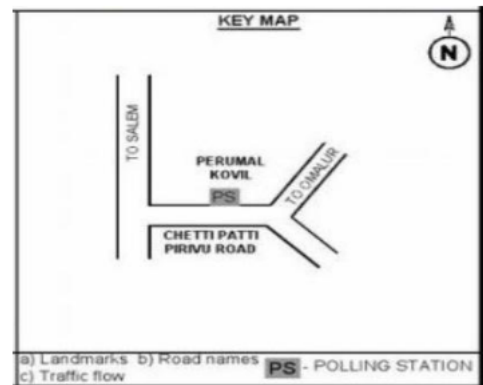 KEY MAP
N
TO SALEM
PERUMAL
KOVIL
PS
TO OMALUR
CHETTI PATTI
PIRIVU ROAD
a) Landmarks b) Road names
c) Traffic flow
PS - POLLING STATION